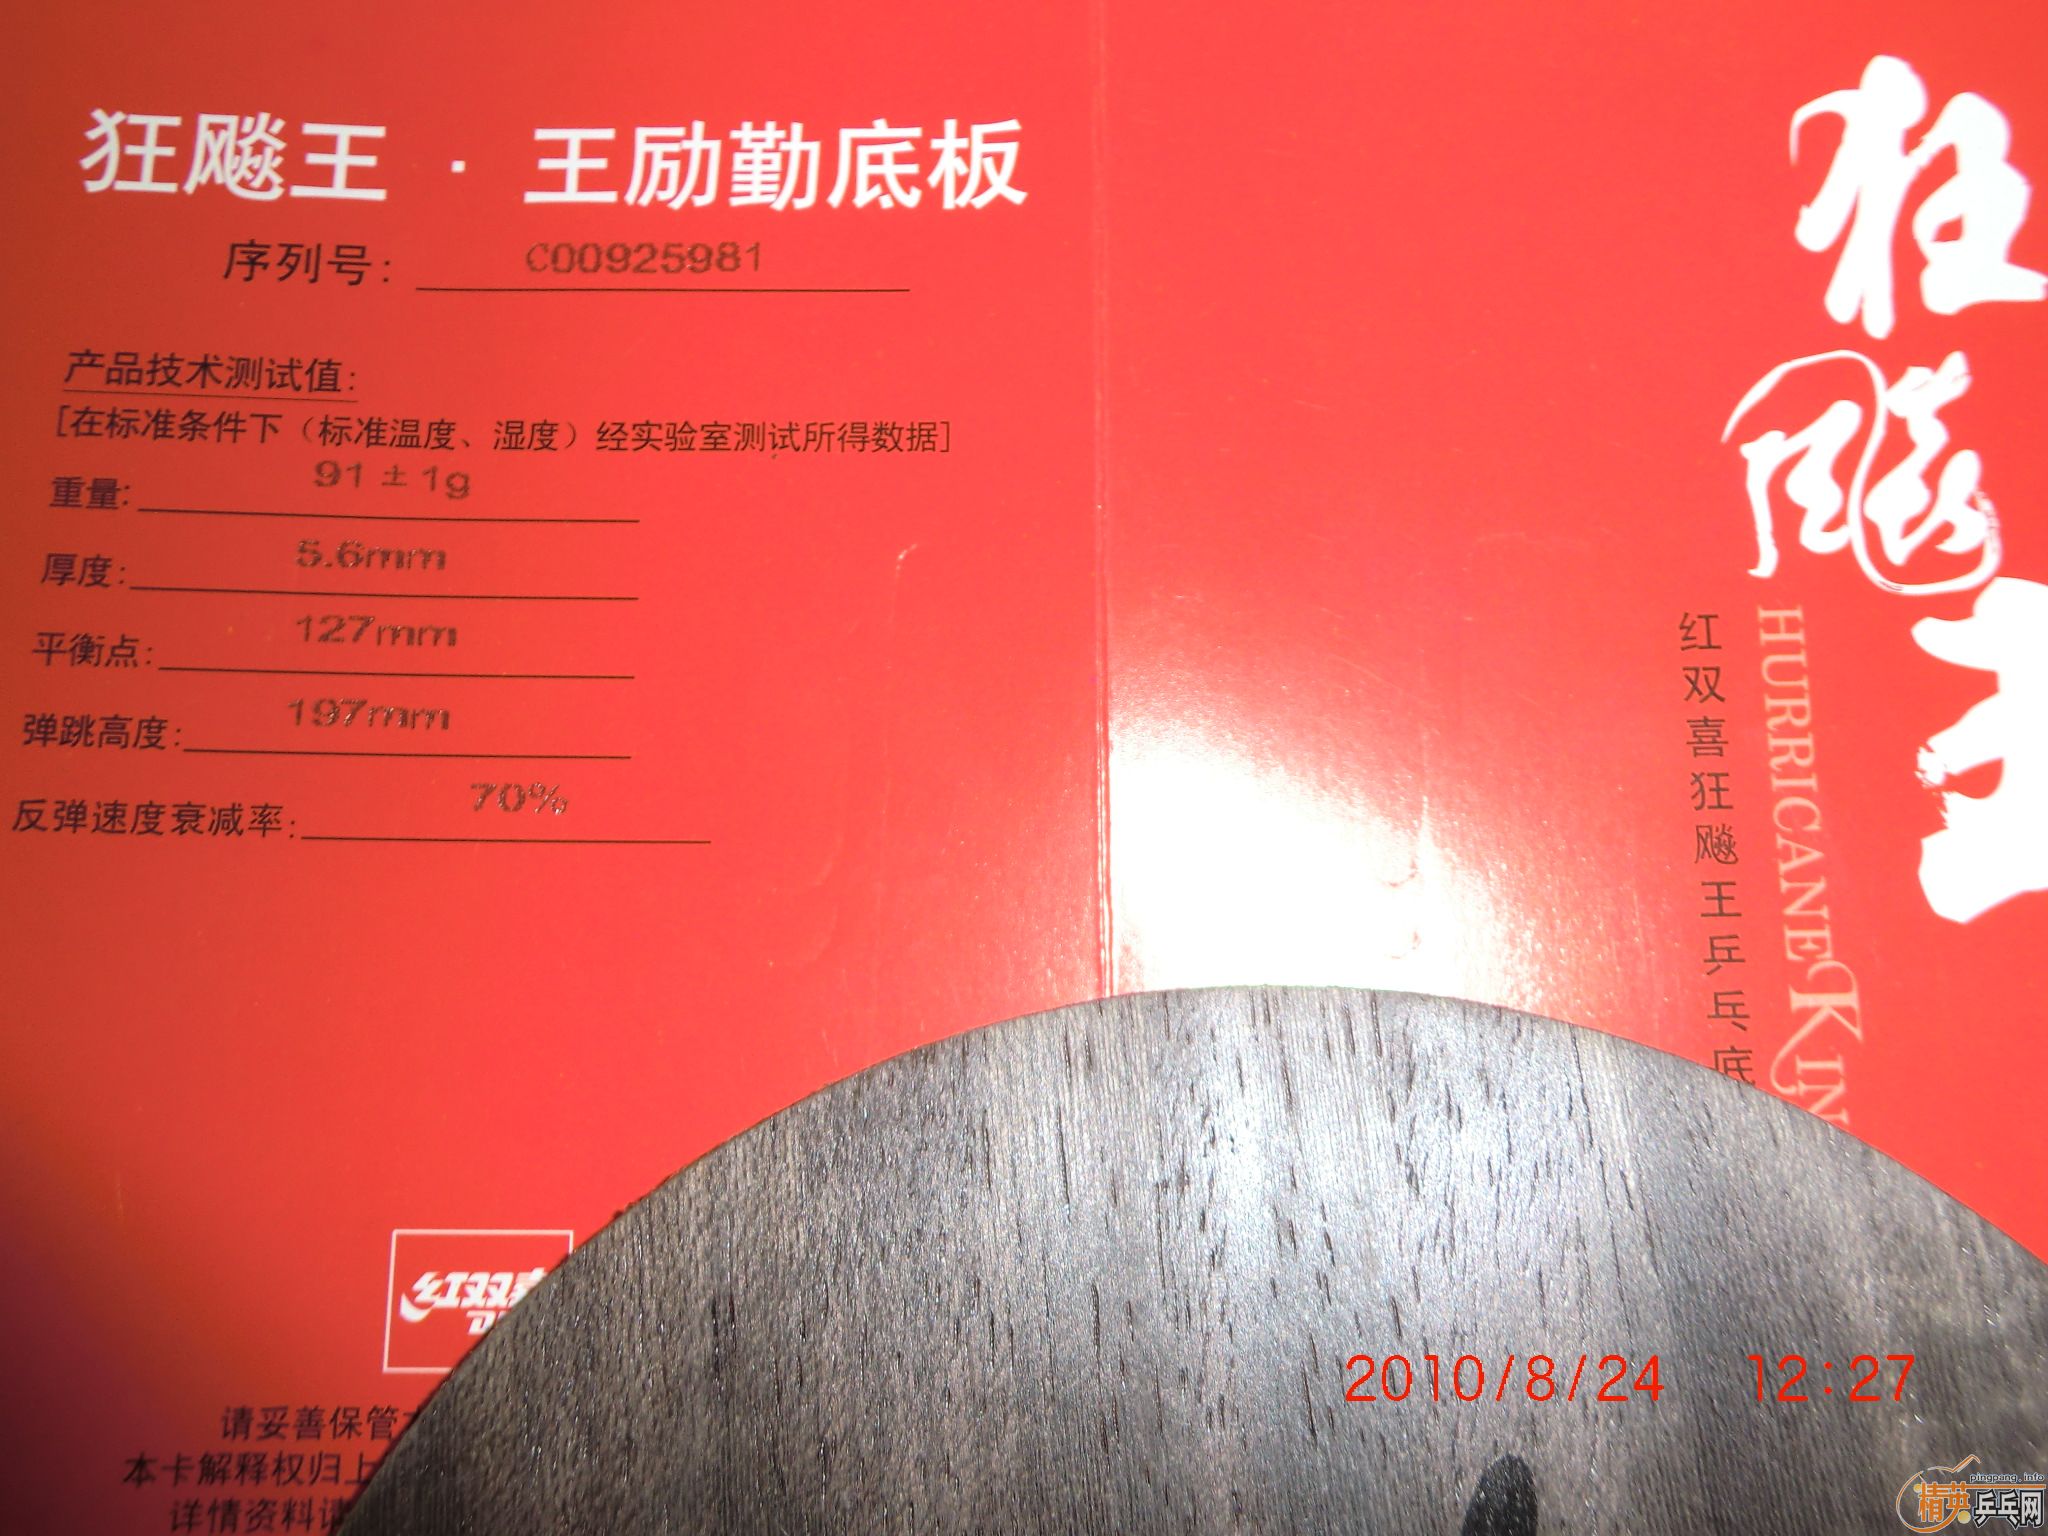 狂飚王 · 王励勤底板
序列号: C00925981
产品技术测试值:
[在标准条件下（标准温度、湿度）经实验室测试所得数据]
重量: 91 ± 1g
厚度: 5.6mm
平衡点: 127mm
弹跳高度: 197mm
反弹速度衰减率: 70%
红双喜
请妥善保管
本卡解释权归上
详情资料请
狂飚王
HURRICANE KIN
红双喜狂飚王乒乓底
2010/8/24 12:27
pingpang.info
精英乒乓网